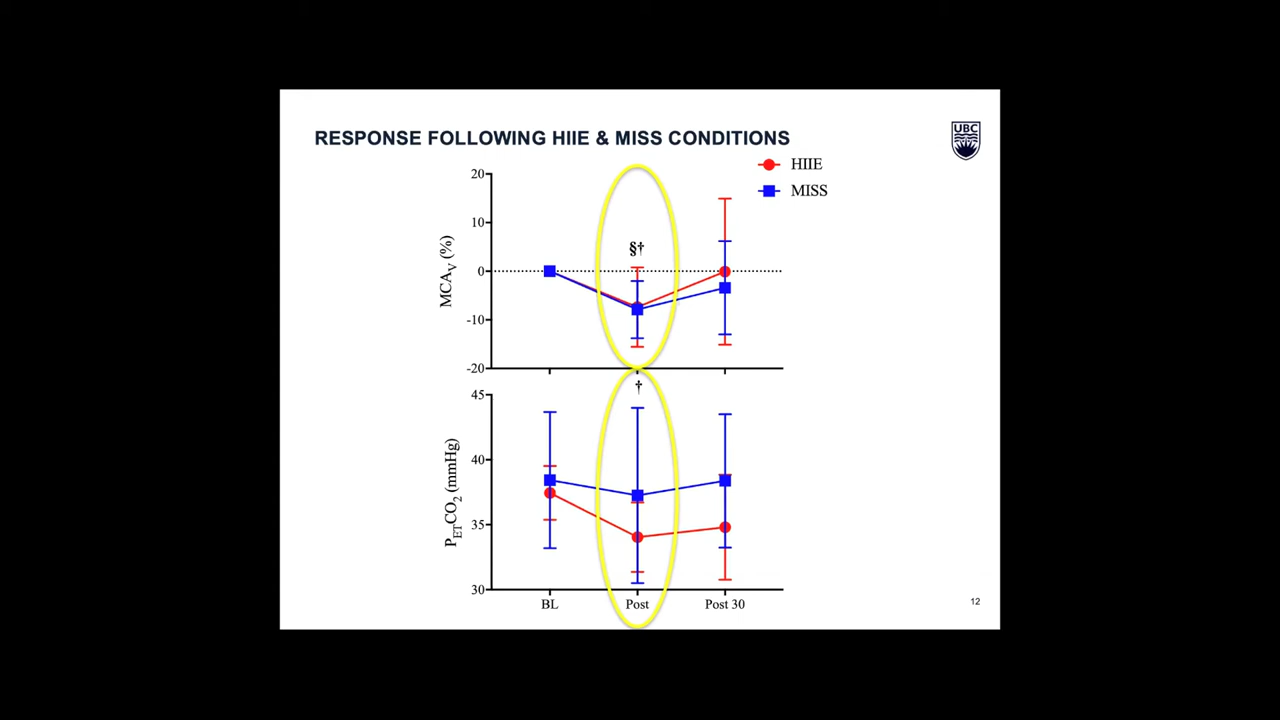 RESPONSE FOLLOWING HIIE & MISS CONDITIONS
UBC
HIIE
MISS
20
10
0
-10
-20
MCAV (%)
§†
45
40
35
30
PETCO2 (mmHg)
†
BL
Post
Post 30
12